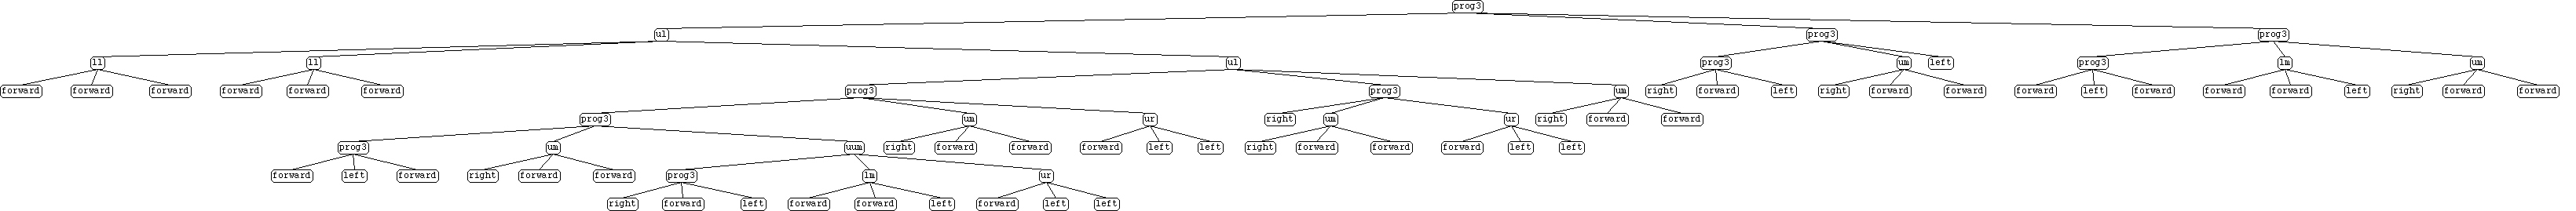 prog3
ul prog3 prog3
ll ll ul prog3 um left prog3 lm um
forward forward forward forward forward forward prog3 prog3 um right forward left right forward forward forward left forward forward forward left right forward forward
prog3 um ur right um ur right forward forward
prog3 um uum right forward forward forward left left right forward forward forward left left
forward left forward right forward forward prog3 lm ur
right forward left forward forward left forward left left